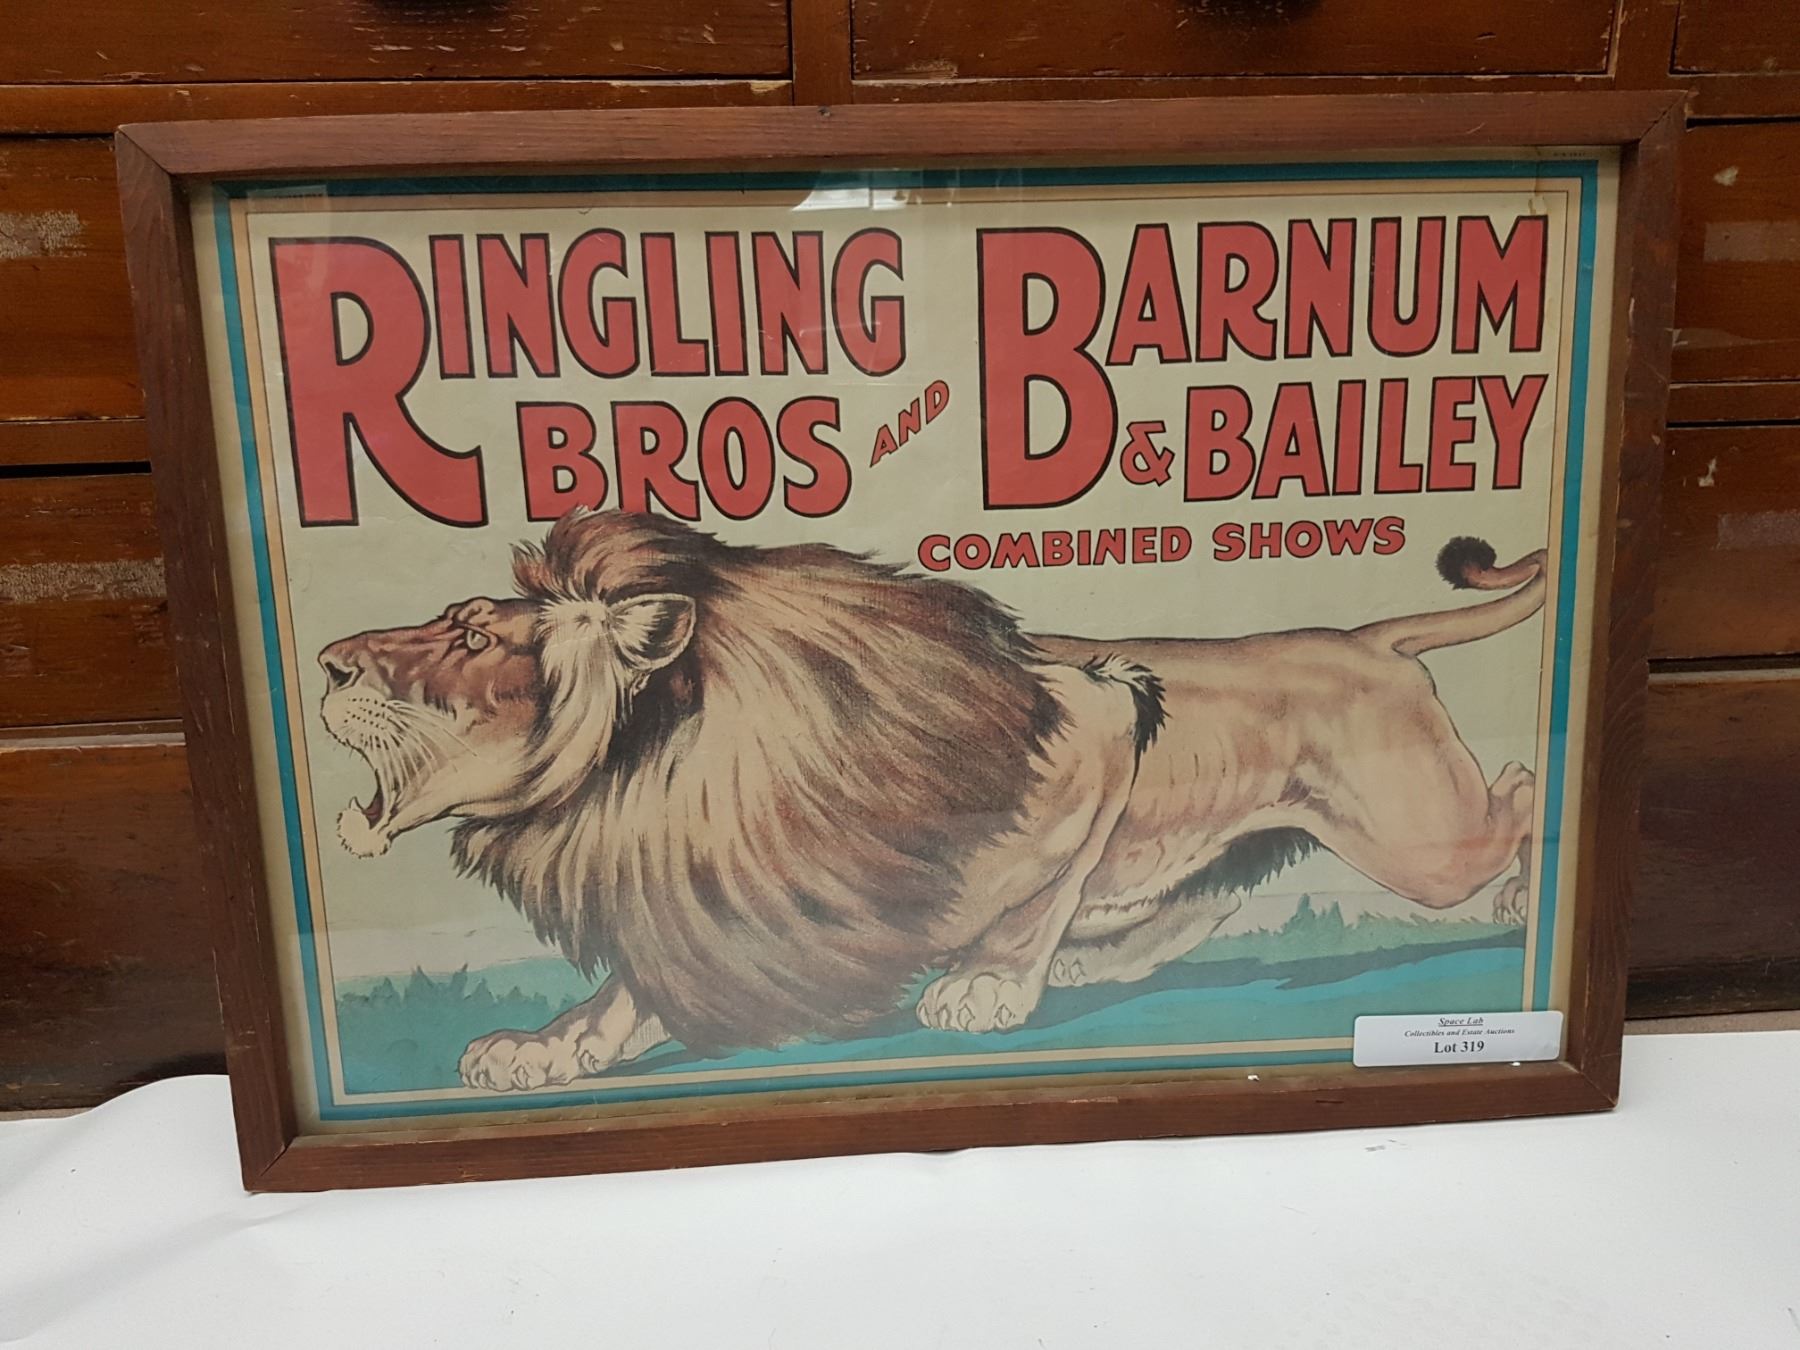 RINGLING
BROS AND
BARNUM
& BAILEY
COMBINED SHOWS
Space Lab
Collectibles and Estate Auctions
Lot 319